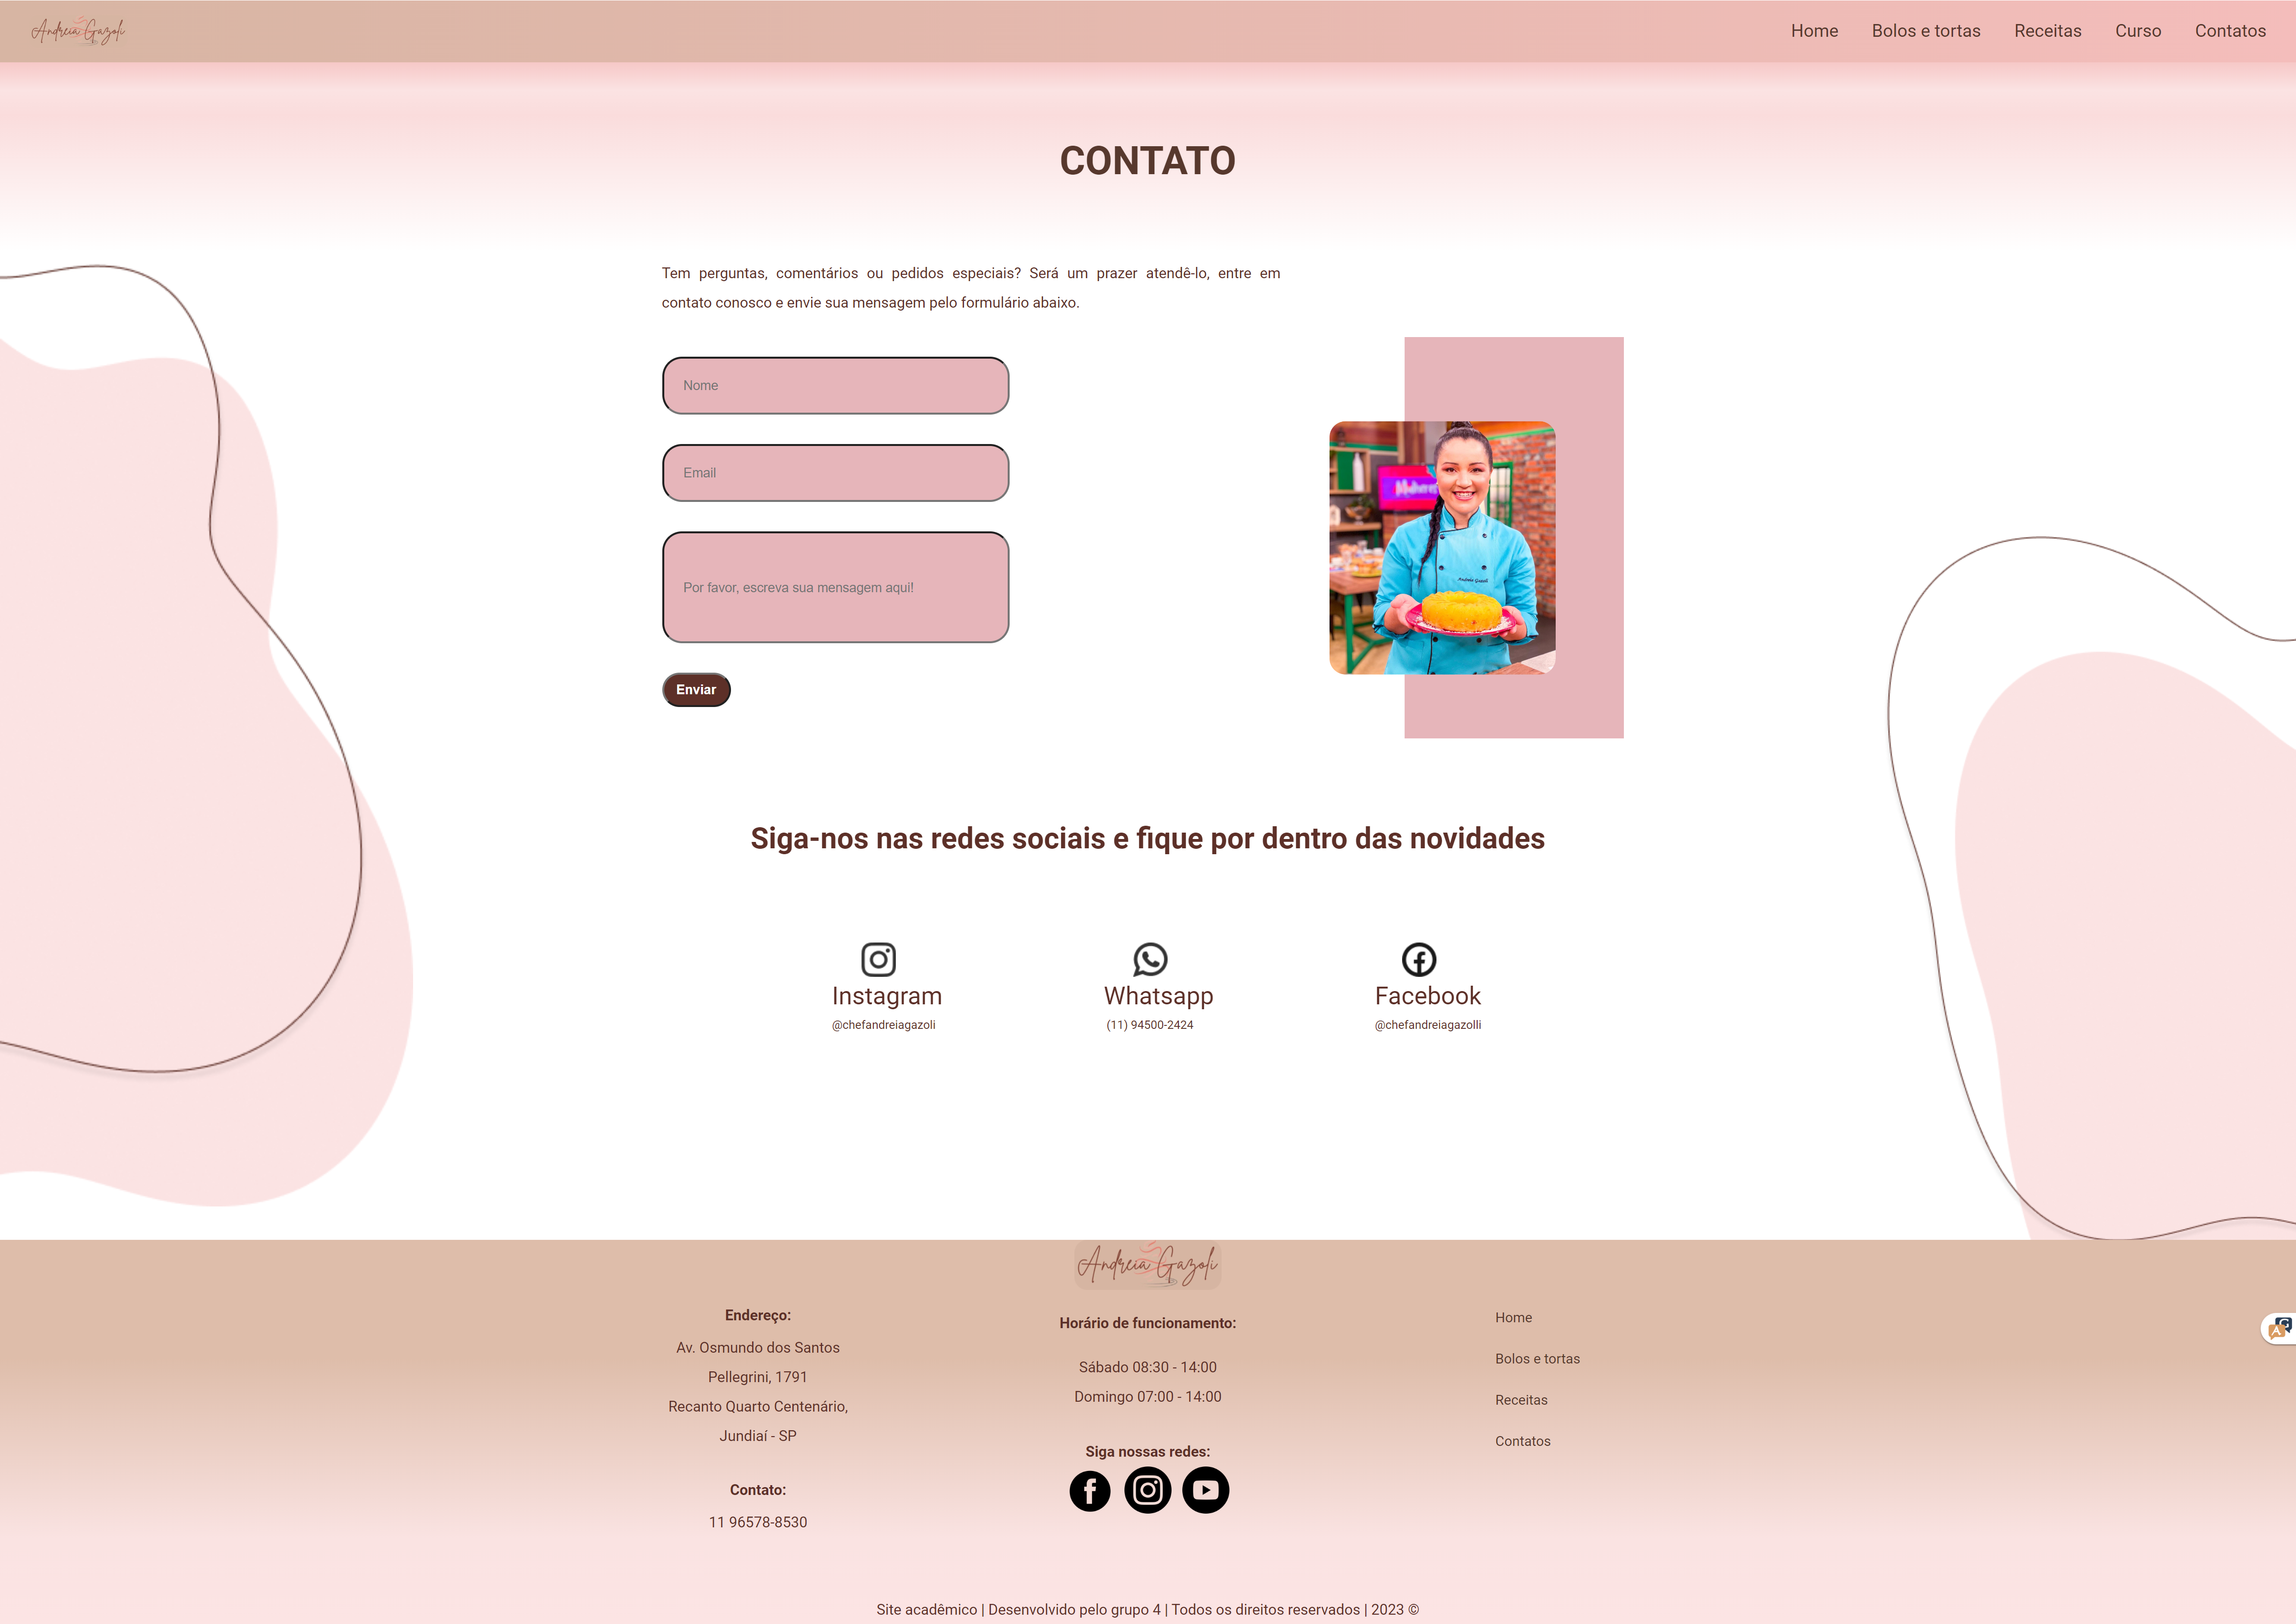 Andreia Gazoli
Home
Bolos e tortas
Receitas
Curso
Contatos
CONTATO
Tem perguntas, comentários ou pedidos especiais? Será um prazer atendê-lo, entre em
contato conosco e envie sua mensagem pelo formulário abaixo.
Nome
Email
Por favor, escreva sua mensagem aqui!
Enviar
Andréia Gazoli
Siga-nos nas redes sociais e fique por dentro das novidades
Instagram
@chefandreiagazoli
Whatsapp
(11) 94500-2424
Facebook
@chefandreiagazolli
Andreia Gazoli
Endereço:
Av. Osmundo dos Santos
Pellegrini, 1791
Recanto Quarto Centenário,
Jundiaí - SP
Contato:
11 96578-8530
Horário de funcionamento:
Sábado 08:30 - 14:00
Domingo 07:00 - 14:00
Siga nossas redes:
Home
Bolos e tortas
Receitas
Contatos
Site acadêmico | Desenvolvido pelo grupo 4 | Todos os direitos reservados | 2023 ©